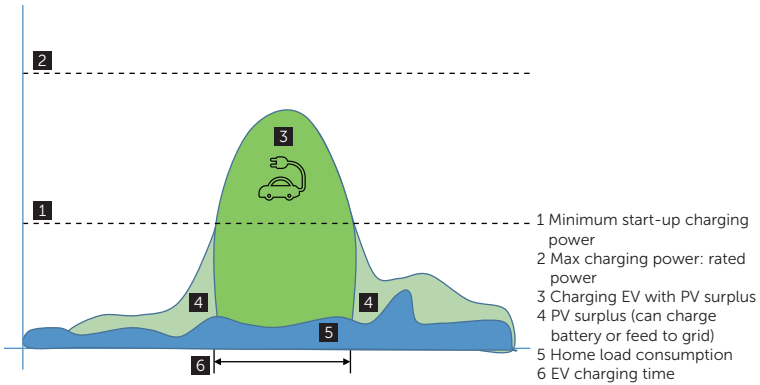 2
3
1
4
4
5
6
1 Minimum start-up charging
power
2 Max charging power: rated
power
3 Charging EV with PV surplus
4 PV surplus (can charge
battery or feed to grid)
5 Home load consumption
6 EV charging time